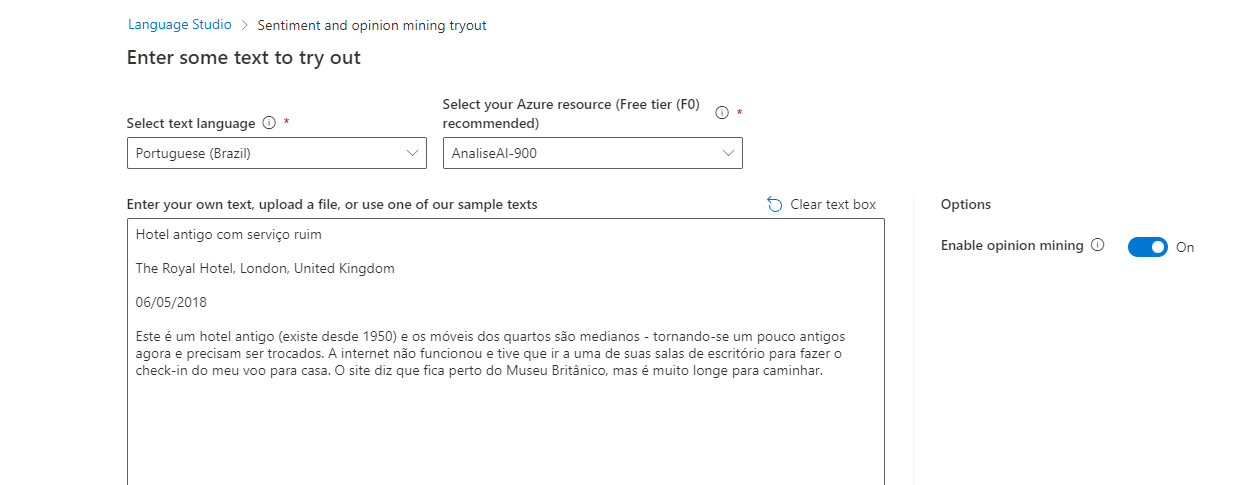 Language Studio > Sentiment and opinion mining tryout
Enter some text to try out
Select text language *
Portuguese (Brazil)
Select your Azure resource (Free tier (F0)
recommended) *
AnaliseAI-900
Enter your own text, upload a file, or use one of our sample texts
Clear text box
Hotel antigo com serviço ruim
The Royal Hotel, London, United Kingdom
06/05/2018
Este é um hotel antigo (existe desde 1950) e os móveis dos quartos são medianos - tornando-se um pouco antigos
agora e precisam ser trocados. A internet não funcionou e tive que ir a uma de suas salas de escritório para fazer o
check-in do meu voo para casa. O site diz que fica perto do Museu Britânico, mas é muito longe para caminhar.
Options
Enable opinion mining On